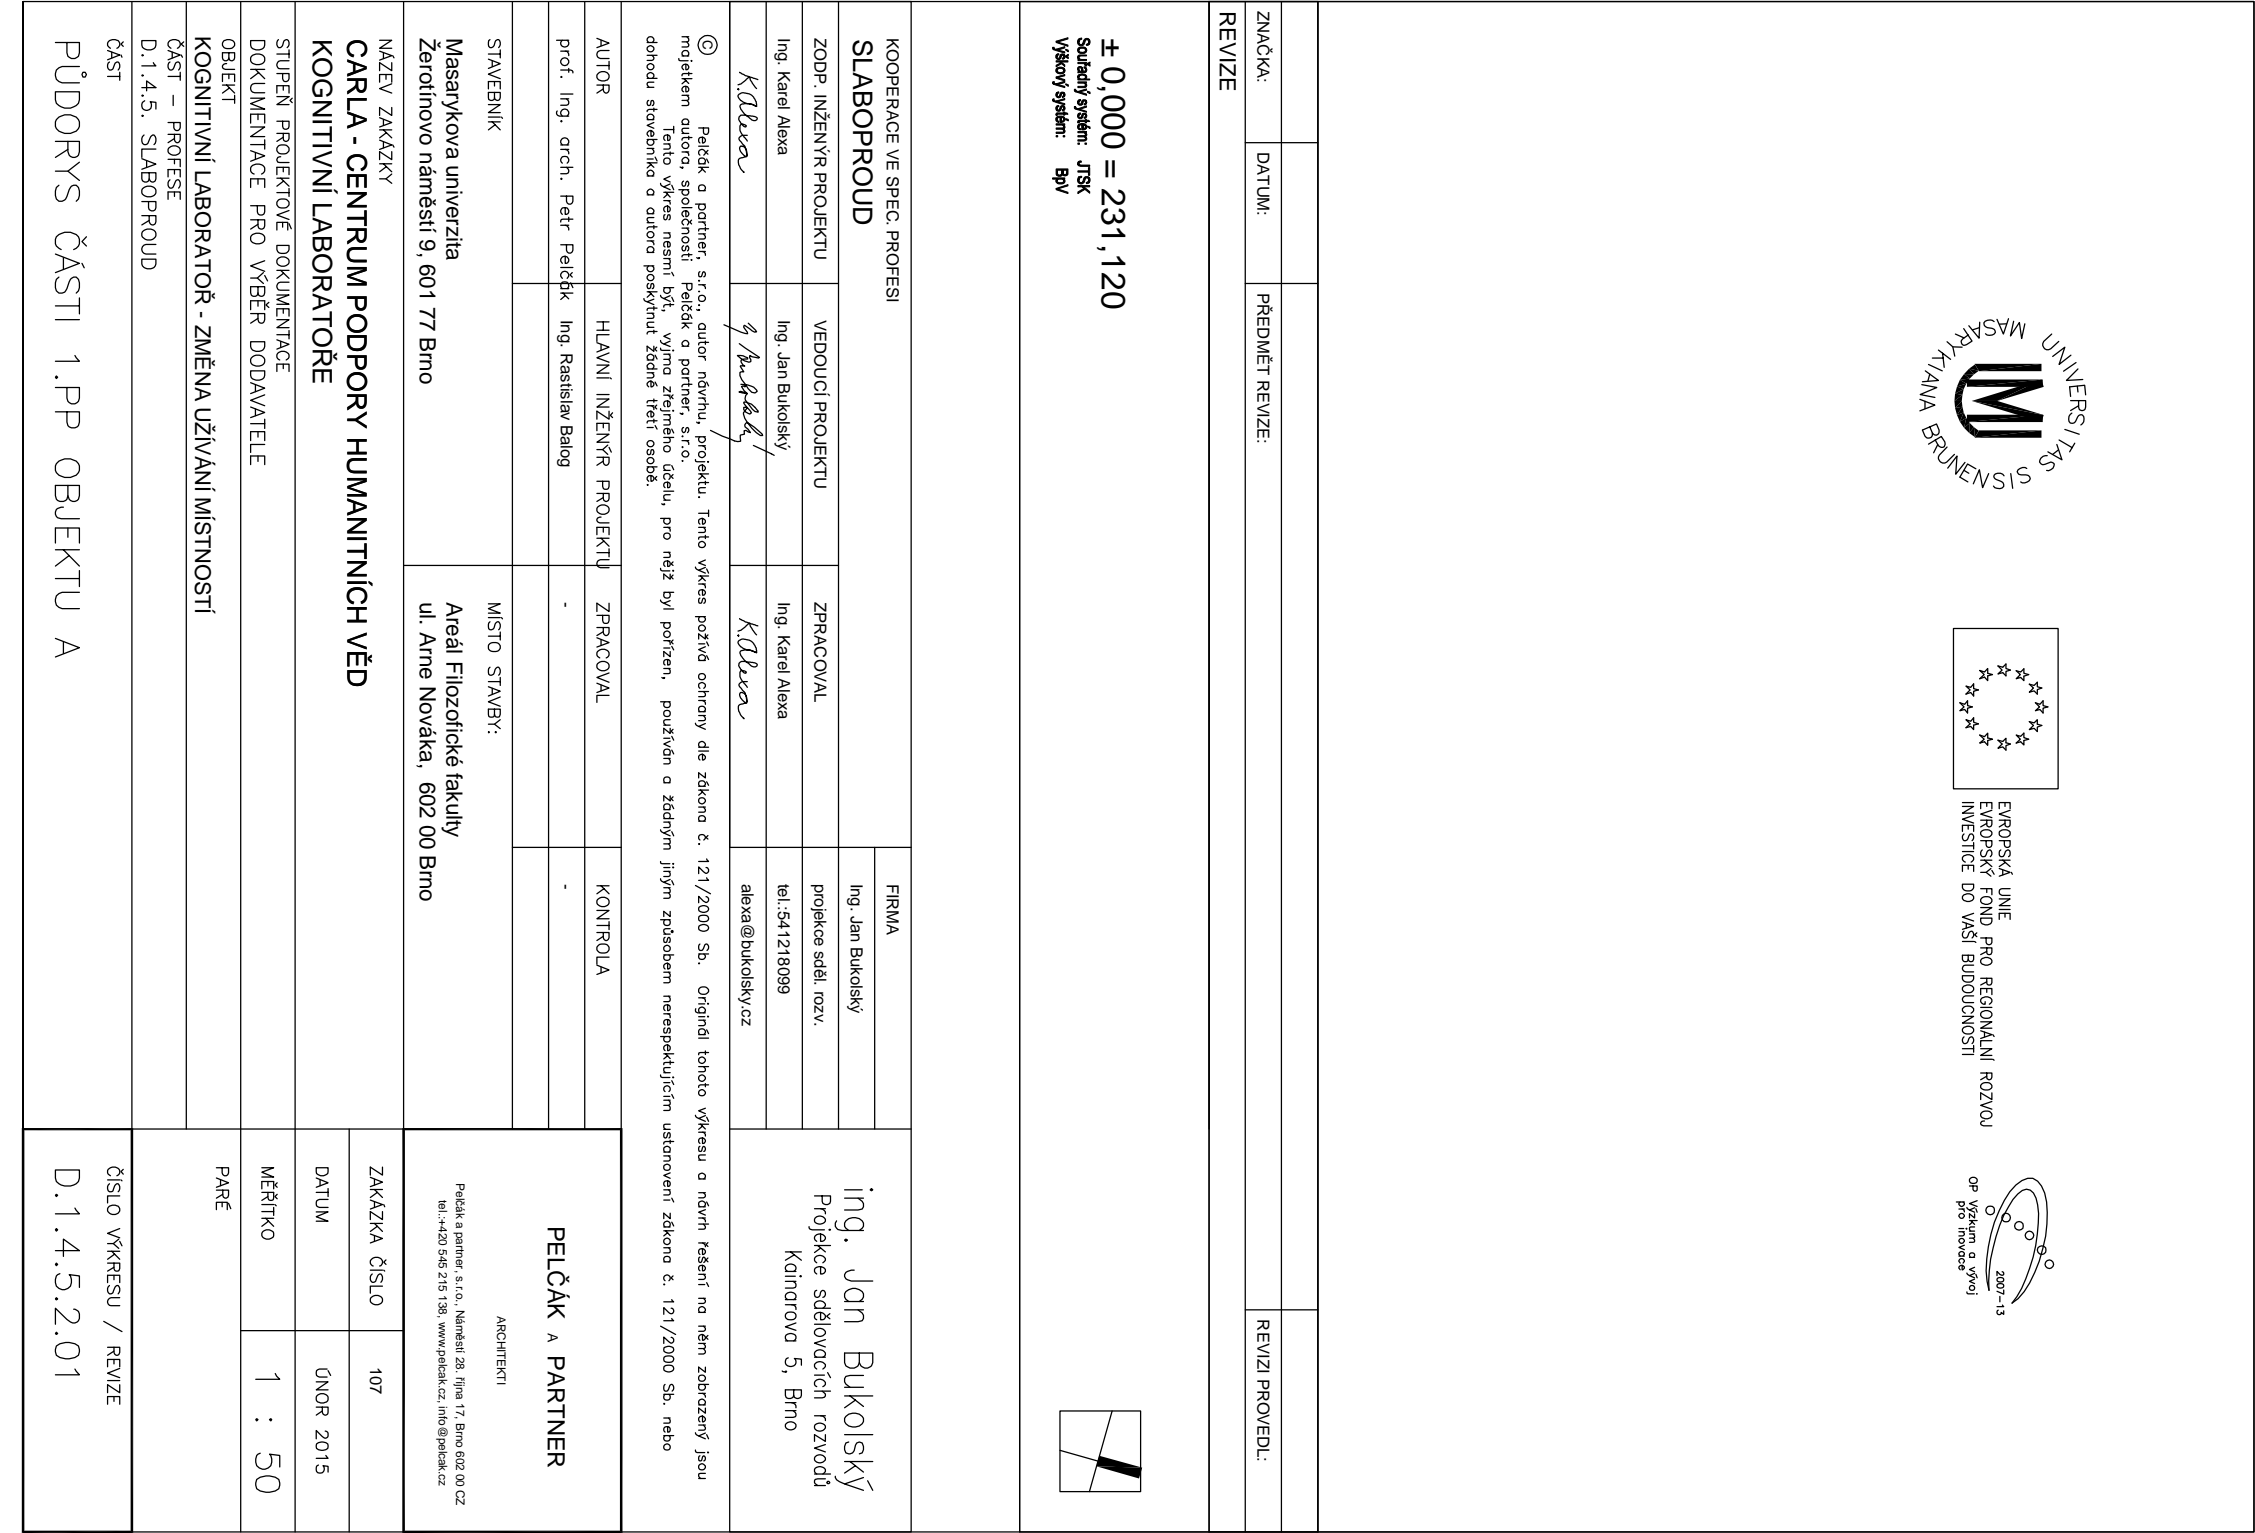 UNIVERSITAS MASARYKIANA BRUNENSIS
EVROPSKÁ UNIE
EVROPSKÝ FOND PRO REGIONÁLNÍ ROZVOJ
INVESTICE DO VAŠÍ BUDOUCNOSTI
2007-13
OP Výzkum a vývoj
pro inovace
ZNAČKA: DATUM: PŘEDMĚT REVIZE: REVIZI PROVEDL:
REVIZE
± 0,000 = 231,120
Souřadný systém: JTSK
Výškový systém: BpV
KOOPERACE VE SPEC. PROFESI FIRMA
SLABOPROUD Ing. Jan Bukolský
ZODP. INŽENÝR PROJEKTU VEDOUCÍ PROJEKTU ZPRACOVAL projekce sděl. rozv.
Ing. Karel Alexa Ing. Jan Bukolský Ing. Karel Alexa tel.:541218099
K.Alexa K.Alexa alexa@bukolsky.cz
ing. Jan Bukolský
Projekce sdělovacích rozvodů
Kainarova 5, Brno
© Pelčák a partner, s.r.o., autor návrhu, projektu. Tento výkres požívá ochrany dle zákona č. 121/2000 Sb. Originál tohoto výkresu a návrh řešení na něm zobrazený jsou
majetkem autora, společnosti Pelčák a partner, s.r.o.
Tento výkres nesmí být, vyjma zřejmého účelu, pro nějž byl pořízen, používán a žádným jiným způsobem nerespektujícím ustanovení zákona č. 121/2000 Sb. nebo
dohodu stavebníka a autora poskytnut žádné třetí osobě.
AUTOR HLAVNÍ INŽENÝR PROJEKTU ZPRACOVAL KONTROLA
prof. Ing. arch. Petr Pelčák Ing. Rastislav Balog - -
STAVEBNÍK MÍSTO STAVBY:
Masarykova univerzita Areál Filozofické fakulty
Žerotínovo náměstí 9, 601 77 Brno ul. Arne Nováka, 602 00 Brno
PELČÁK A PARTNER
ARCHITEKTI
Pelčák a partner, s.r.o., Náměstí 28. října 17, Brno 602 00 CZ
tel.:+420 545 215 138, www.pelcak.cz, info@pelcak.cz
NÁZEV ZAKÁZKY
CARLA - CENTRUM PODPORY HUMANITNÍCH VĚD
KOGNITIVNÍ LABORATOŘE
ZAKÁZKA ČÍSLO 107
DATUM ÚNOR 2015
STUPEŇ PROJEKTOVÉ DOKUMENTACE
DOKUMENTACE PRO VÝBĚR DODAVATELE
MĚŘÍTKO 1 : 50
OBJEKT
KOGNITIVNÍ LABORATOŘ - ZMĚNA UŽÍVÁNÍ MÍSTNOSTÍ
PARÉ
ČÁST – PROFESE
D.1.4.5. SLABOPROUD
ČÁST
PŮDORYS ČÁSTI 1.PP OBJEKTU A
ČÍSLO VÝKRESU / REVIZE
D.1.4.5.2.01